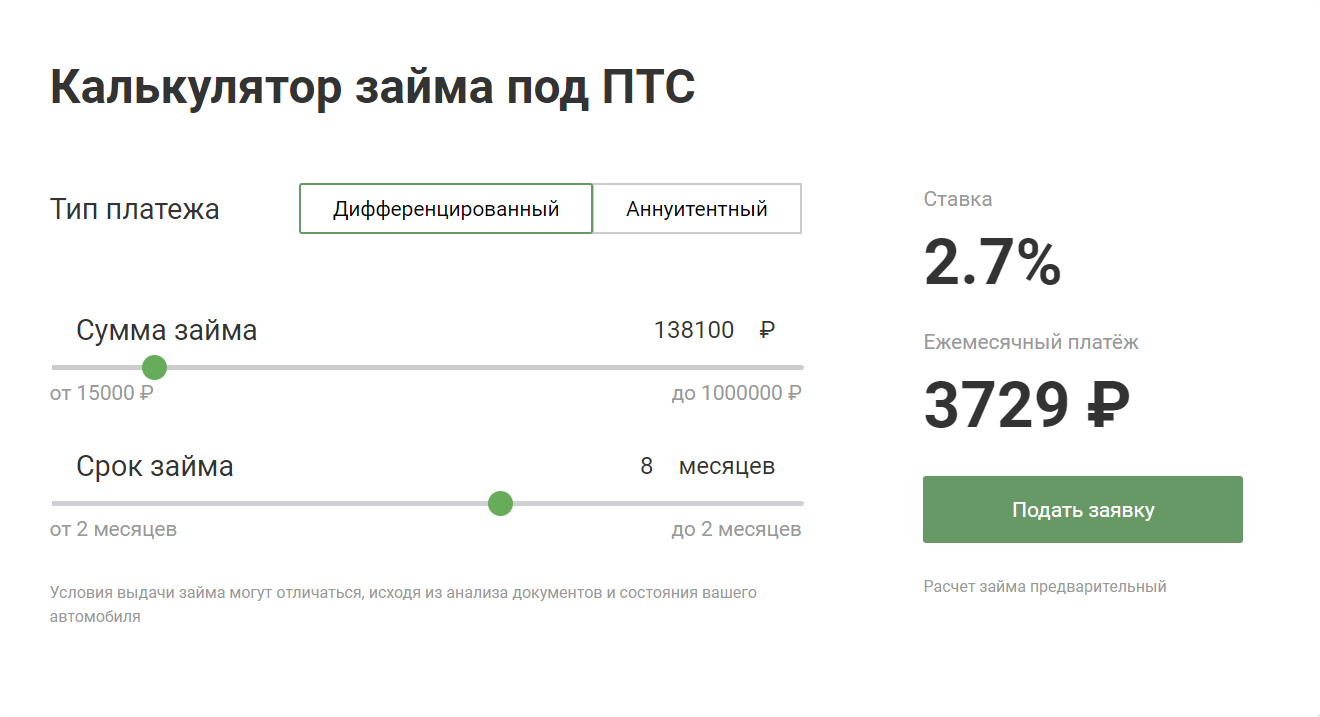 Калькулятор займа под ПТС
Тип платежа
Дифференцированный
Аннуитентный
Сумма займа
138100 ₽
от 15000 ₽
до 1000000 ₽
Срок займа
8 месяцев
от 2 месяцев
до 2 месяцев
Условия выдачи займа могут отличаться, исходя из анализа документов и состояния вашего
автомобиля
Ставка
2.7%
Ежемесячный платёж
3729 ₽
Подать заявку
Расчет займа предварительный